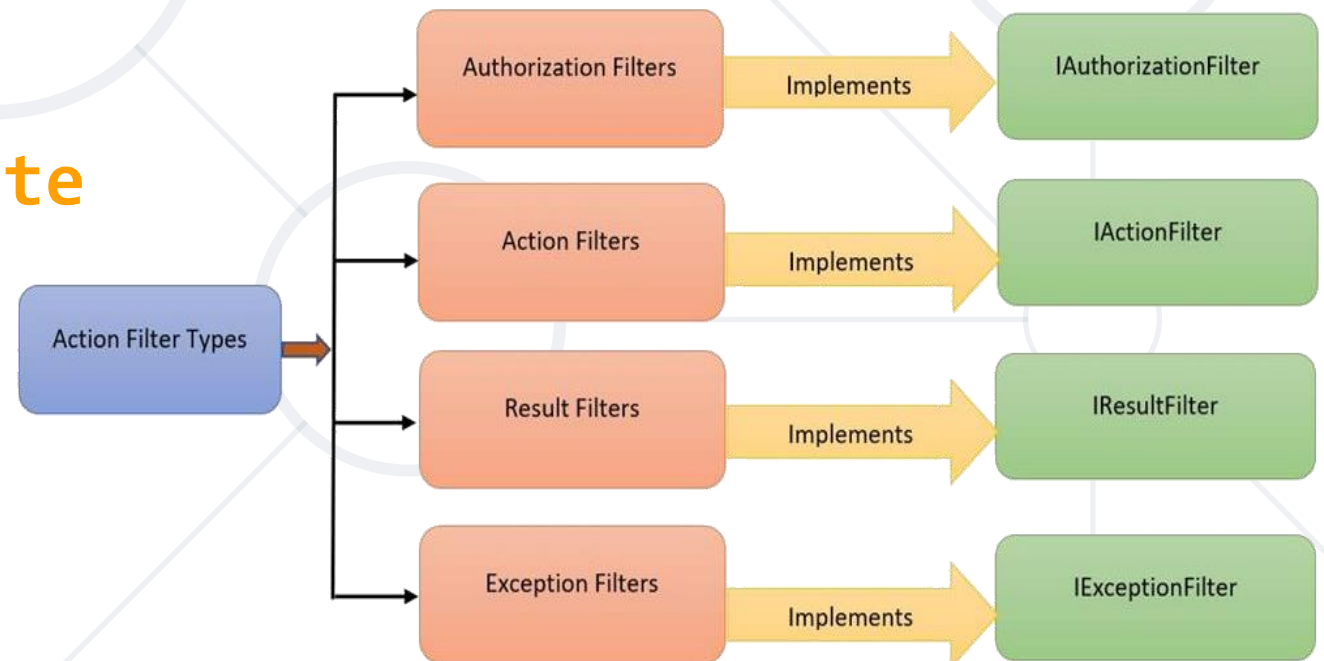 te
Action Filter Types
Authorization Filters
Implements
IAuthorizationFilter
Action Filters
Implements
IActionFilter
Result Filters
Implements
IResultFilter
Exception Filters
Implements
IExceptionFilter